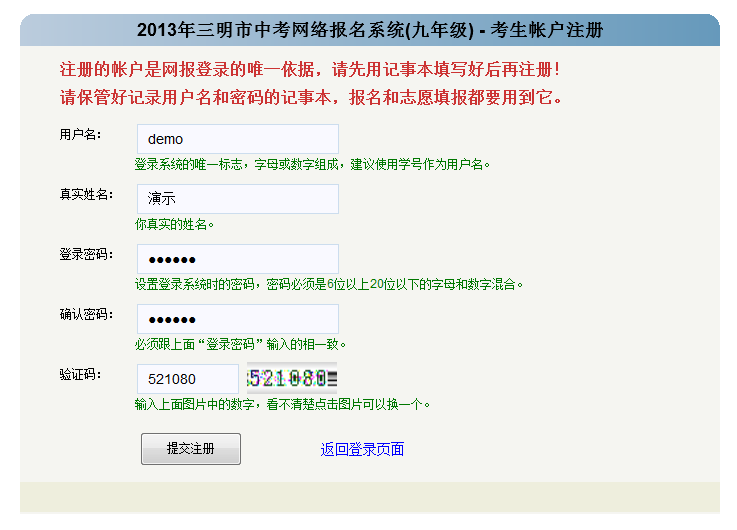 2013年三明市中考网络报名系统(九年级) - 考生帐户注册
注册的帐户是网报登录的唯一依据，请先用记事本填写好后再注册！
请保管好记录用户名和密码的记事本，报名和志愿填报都要用到它。
用户名： demo
登录系统的唯一标志，字母或数字组成，建议使用学号作为用户名。
真实姓名： 演示
你真实的姓名。
登录密码： ●●●●●●
设置登录系统时的密码，密码必须是6位以上20位以下的字母和数字混合。
确认密码： ●●●●●●
必须跟上面“登录密码”输入的相一致。
验证码： 521080 521080
输入上面图片中的数字，看不清楚点击图片可以换一个。
提交注册 返回登录页面